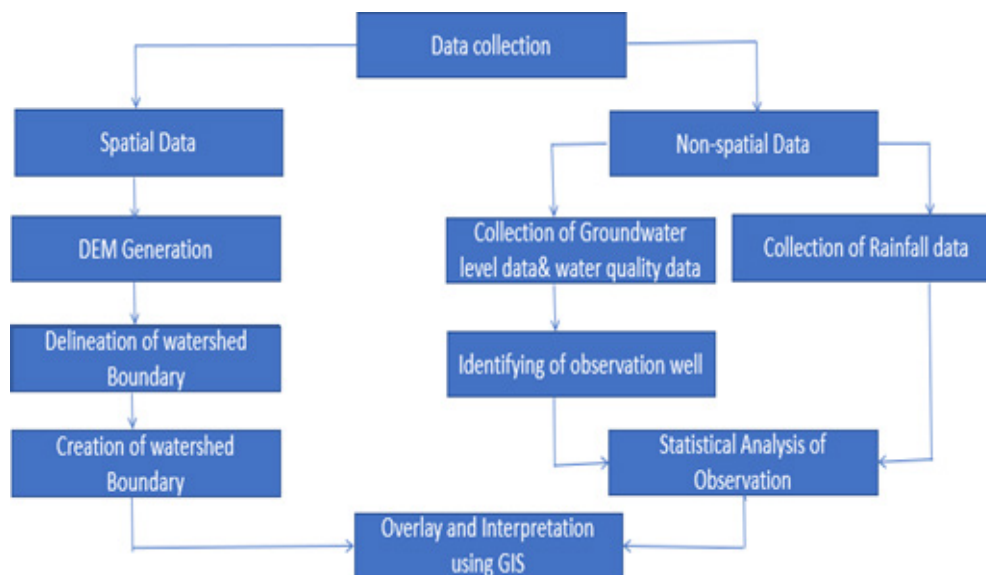 Data collection
Spatial Data
Non-spatial Data
DEM Generation
Collection of Groundwater
level data& water quality data
Collection of Rainfall data
Delineation of watershed
Boundary
Identifying of observation well
Creation of watershed
Boundary
Statistical Analysis of
Observation
Overlay and Interpretation
using GIS